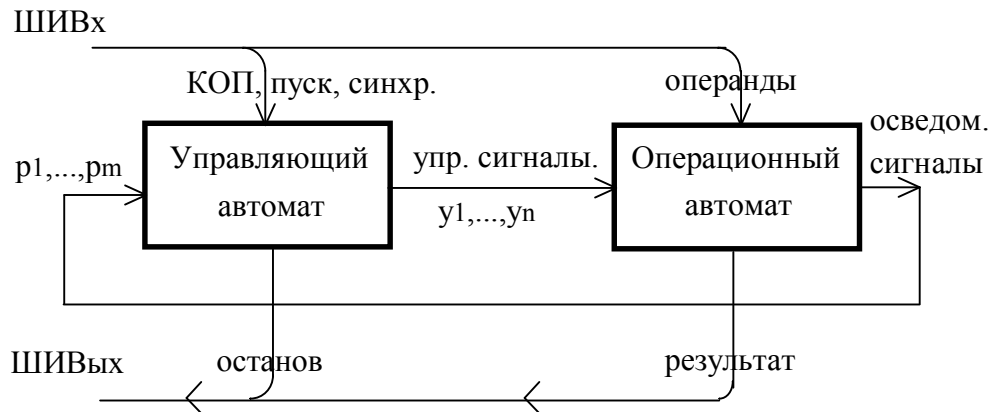 ШИВх
КОП, пуск, синхр.
операнды
осведом.
сигналы
p1,...,pm
Управляющий
автомат
упр. сигналы.
y1,...,yn
Операционный
автомат
ШИВых
останов
результат